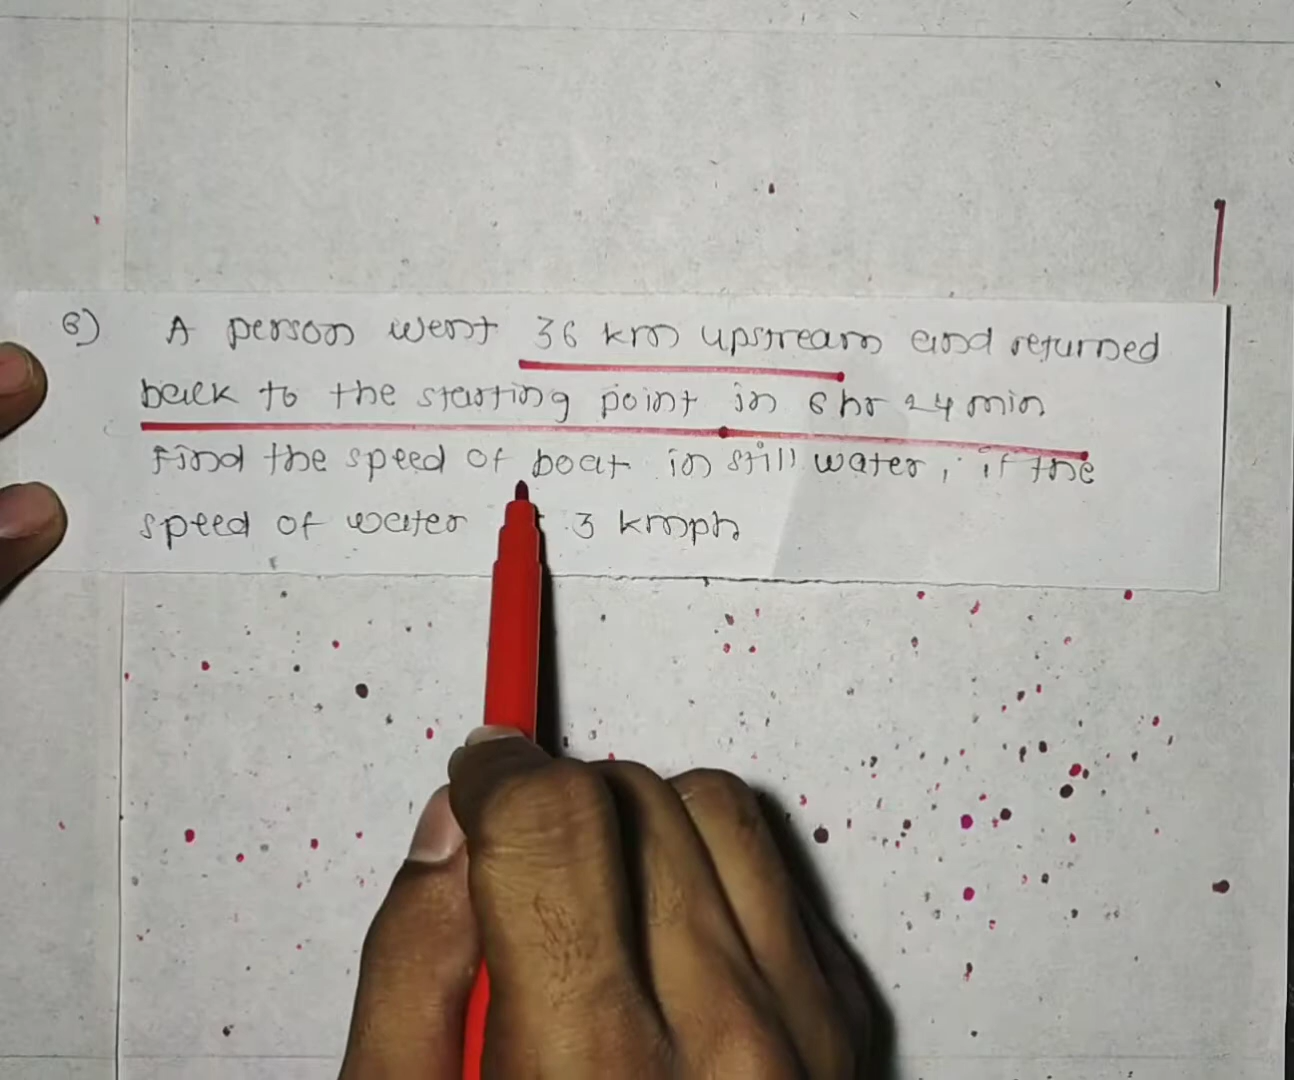 8) A person went 36 km upstream and returned
back to the starting point in 6 hr 24 min
Find the speed of boat in still water, if the
speed of water 3 kmph